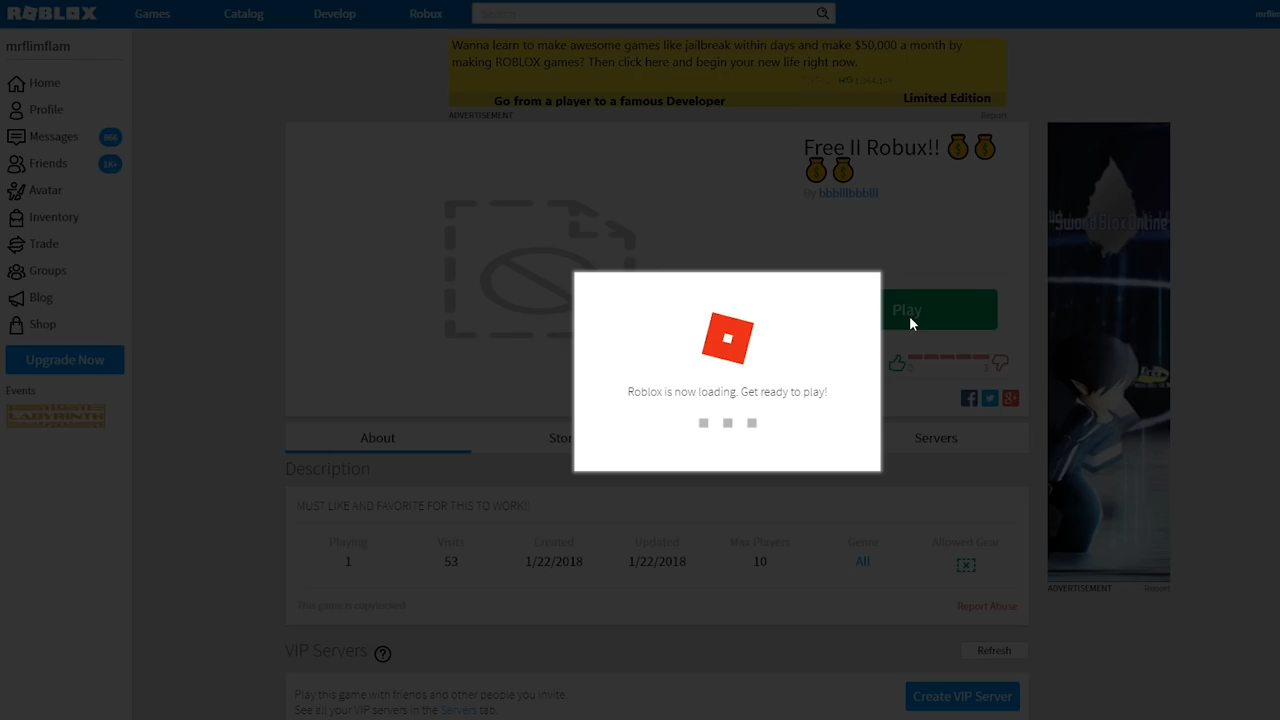 ROBLOX
Games
Catalog
Develop
Robux
Search
mrflimflam
Home
Profile
Messages
Friends
1K+
Avatar
Inventory
Trade
Groups
Blog
Shop
Upgrade Now
Events
LABYRINTH
Wanna learn to make awesome games like jailbreak within days and make $50,000 a month by
making ROBLOX games? Then click here and begin your new life right now.
Go from a player to a famous Developer
Limited Edition
ADVERTISEMENT
Report
Free II Robux!!
By bbblllbbblll
Play
Roblox is now loading. Get ready to play!
About
Servers
Description
MUST LIKE AND FAVORITE FOR THIS TO WORK!!
Playing
Visits
Created
Updated
Max Players
Genre
Allowed Gear
1
53
1/22/2018
1/22/2018
10
All
This game is copylocked
Report Abuse
VIP Servers
Refresh
Play this game with friends and other people you invite.
See all your VIP servers in the Servers tab.
Create VIP Server
SwordBloxOnline
ADVERTISEMENT
Report